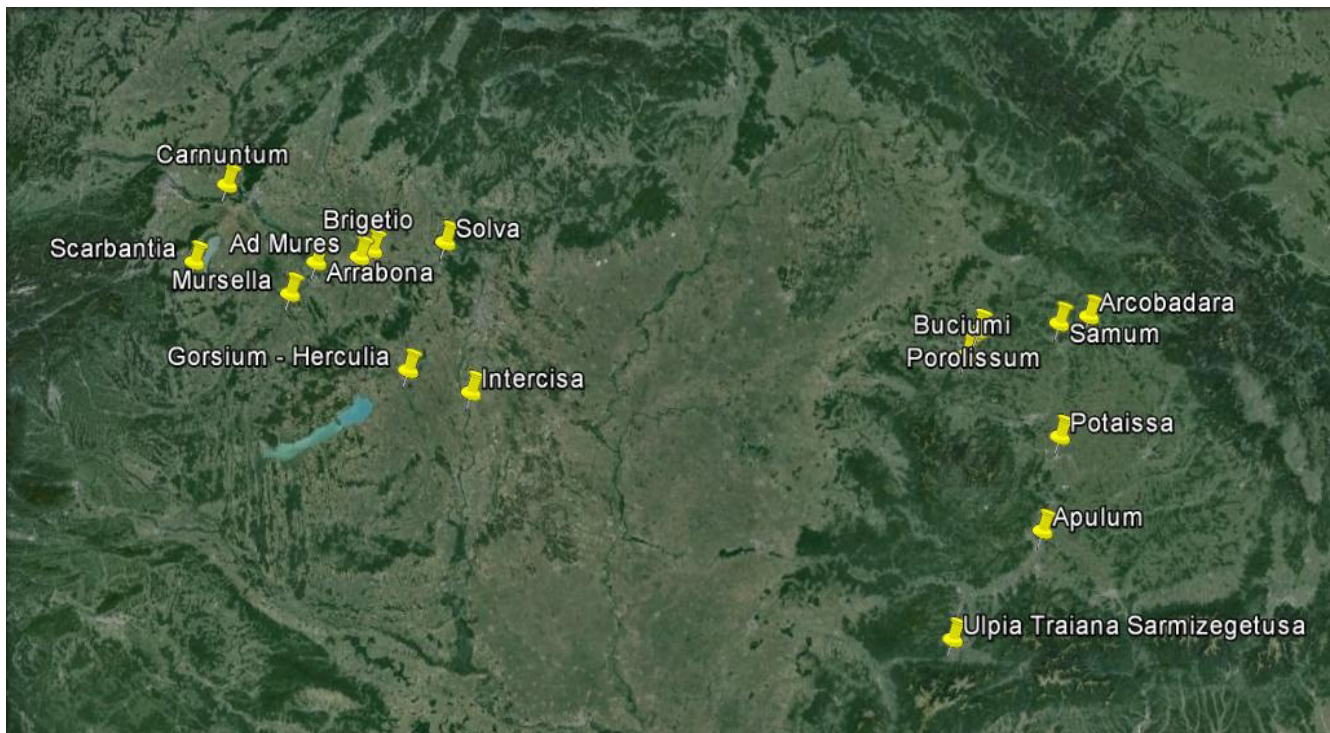 Carnuntum
Brigetio
Solva
Scarbantia
Ad Mures
Mursella
Arrabona
Arcobadara
Buciumi
Samum
Gorsium - Herculia
Porolissum
Intercisa
Potaissa
Apulum
Ulpia Traiana Sarmizegetusa